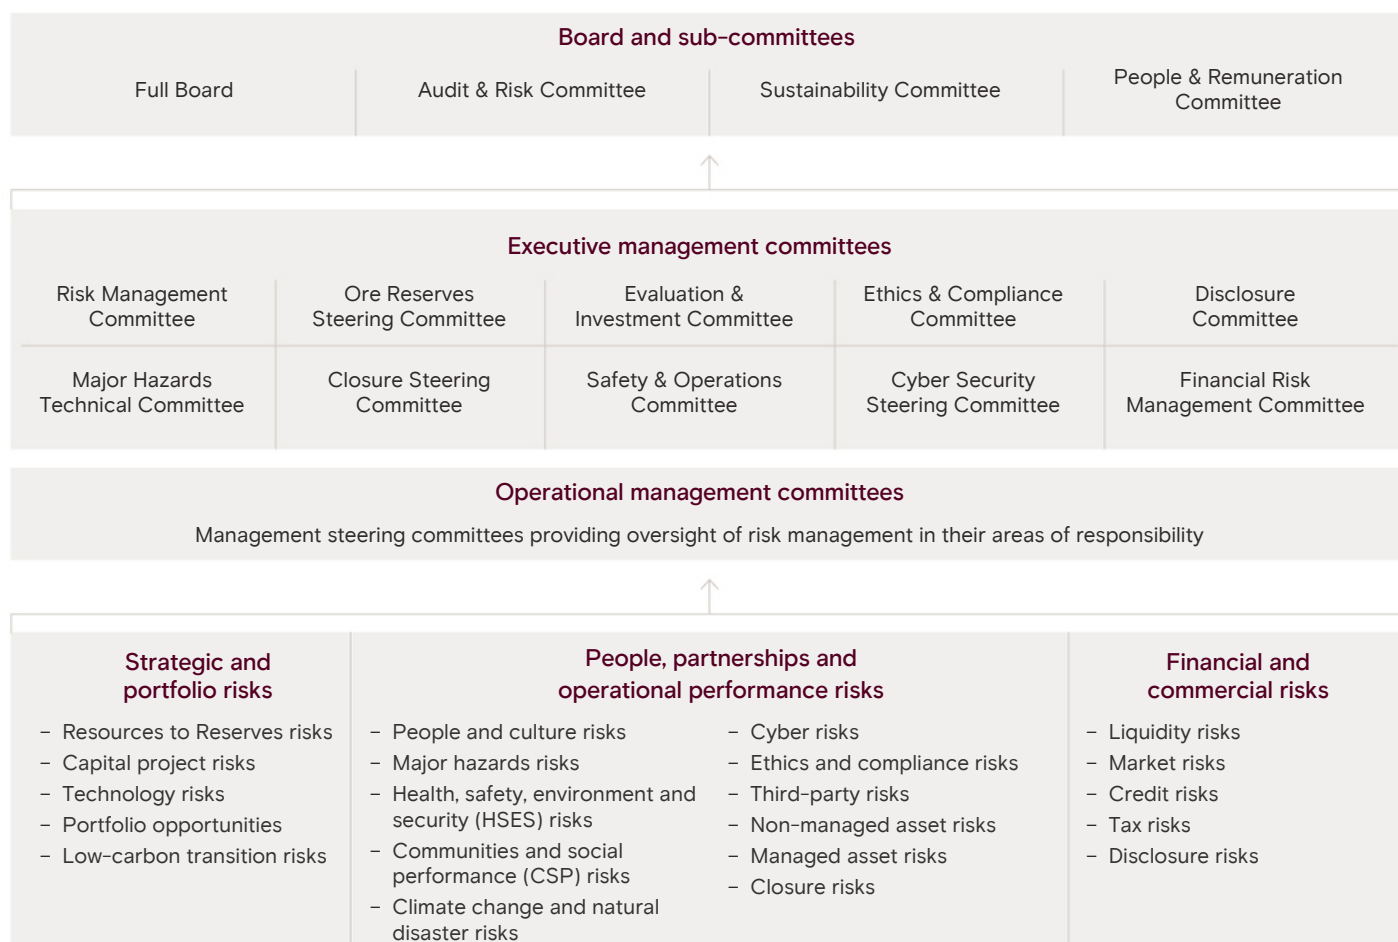 Board and sub-committees
Full Board
Audit & Risk Committee
Sustainability Committee
People & Remuneration
Committee
Executive management committees
Risk Management
Committee
Ore Reserves
Steering Committee
Evaluation &
Investment Committee
Ethics & Compliance
Committee
Disclosure
Committee
Major Hazards
Technical Committee
Closure Steering
Committee
Safety & Operations
Committee
Cyber Security
Steering Committee
Financial Risk
Management Committee
Operational management committees
Management steering committees providing oversight of risk management in their areas of responsibility
Strategic and
portfolio risks
– Resources to Reserves risks
– Capital project risks
– Technology risks
– Portfolio opportunities
– Low-carbon transition risks
People, partnerships and
operational performance risks
– People and culture risks
– Major hazards risks
– Health, safety, environment and
security (HSES) risks
– Communities and social
performance (CSP) risks
– Climate change and natural
disaster risks
– Cyber risks
– Ethics and compliance risks
– Third-party risks
– Non-managed asset risks
– Managed asset risks
– Closure risks
Financial and
commercial risks
– Liquidity risks
– Market risks
– Credit risks
– Tax risks
– Disclosure risks